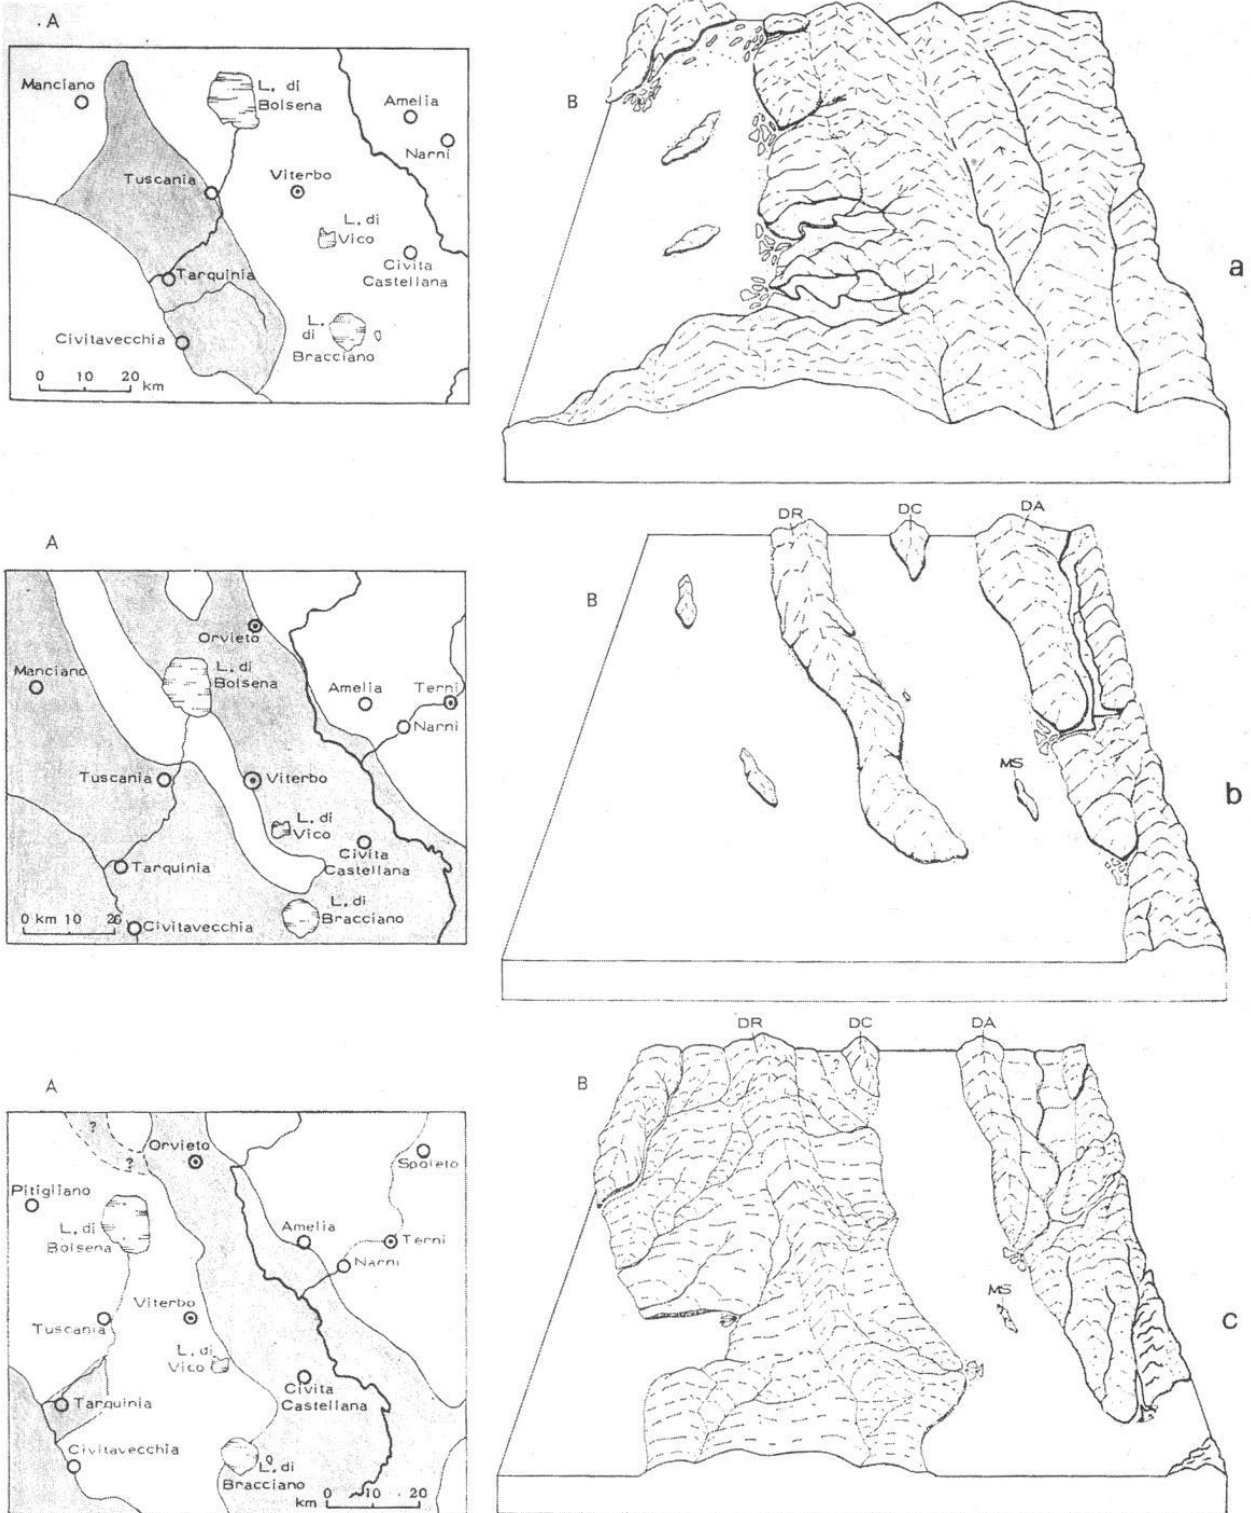 A
Manciano
L. di
Bolsena
Amelia
Narni
Tuscania
Viterbo
L. di
Vico
Tarquinia
Civita
Castellana
Civitavecchia
L.
di
Bracciano
0 10 20
km
B
a
A
Orvieto
Manciano
L. di
Bolsena
Amelia
Terni
Narni
Tuscania
Viterbo
L. di
Vico
Tarquinia
Civita
Castellana
0 km 10 26
Civitavecchia
L. di
Bracciano
DR
DC
DA
B
MS
b
A
?
?
Orvieto
Spoleto
Pitigliano
L. di
Bolsena
Amelia
Terni
Narni
Viterbo
Tuscania
L. di
Vico
Tarquinia
Civita
Castellana
Civitavecchia
L. di
Bracciano
0 10 20
km
DR
DC
DA
B
?
MS
c